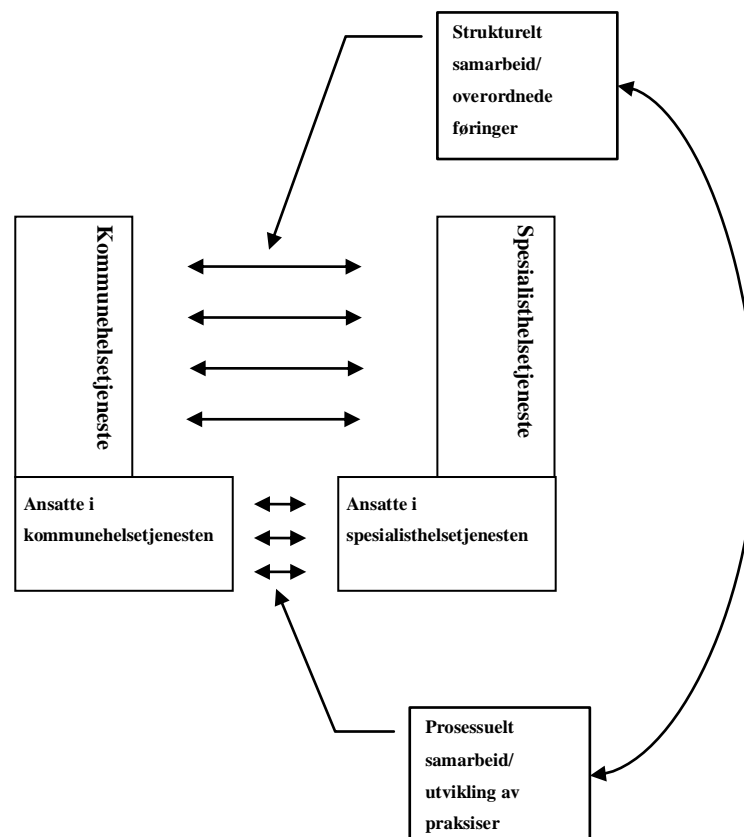 Strukturelt
samarbeid/
overordnede
føringer
Kommunehelsetjeneste
Spesialisthelsetjeneste
Ansatte i
kommunehelsetjenesten
Ansatte i
spesialisthelsetjenesten
Prosessuelt
samarbeid/
utvikling av
praksiser